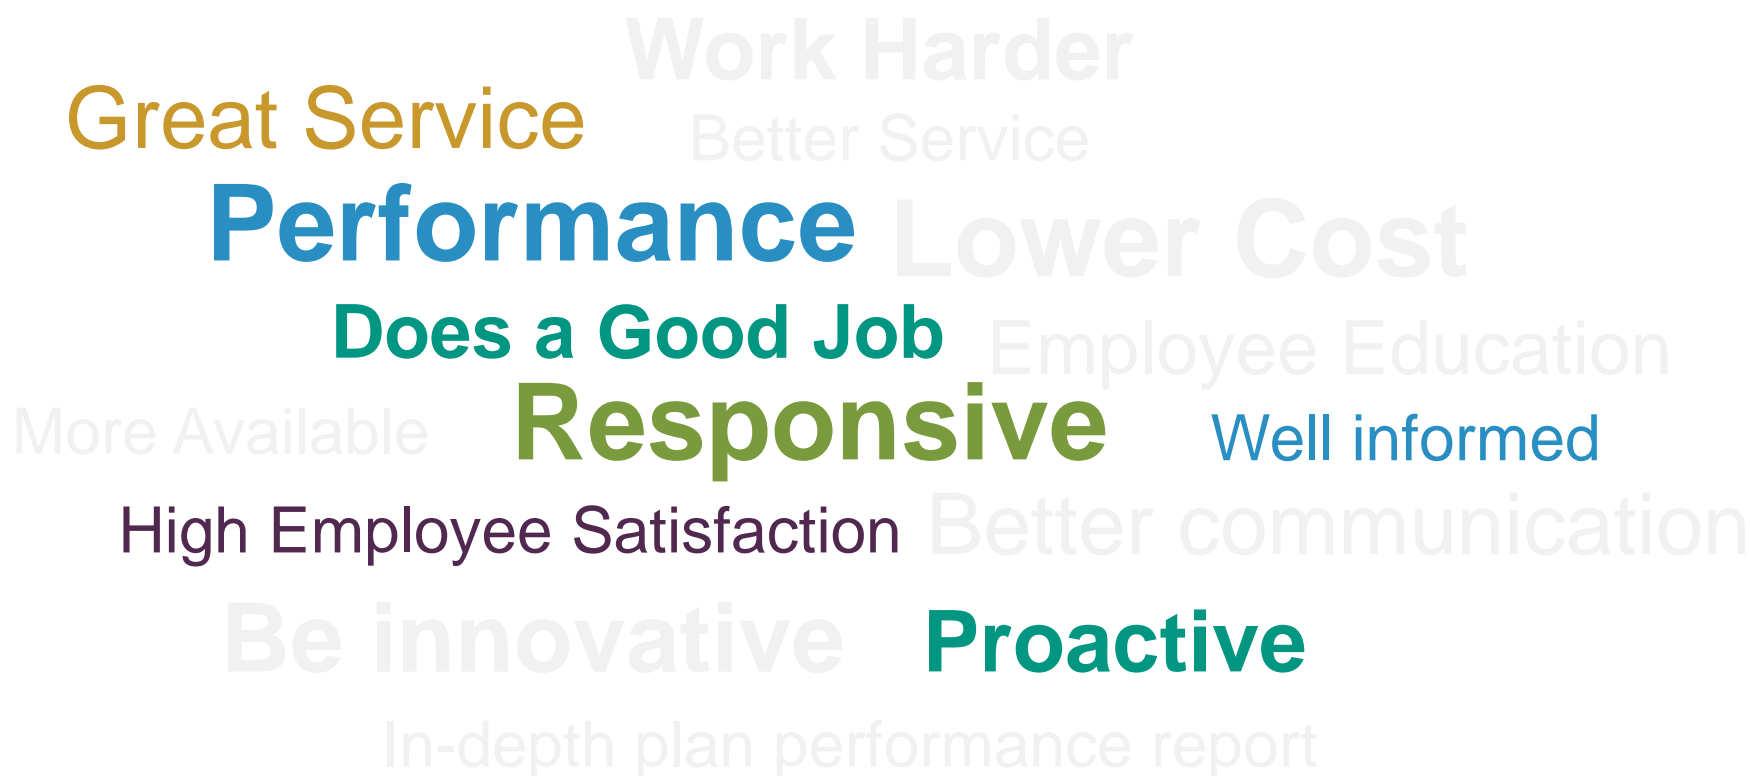 Work Harder
Great Service
Better Service
Performance
Lower Cost
Does a Good Job
Employee Education
More Available
Responsive
Well informed
High Employee Satisfaction
Better communication
Be innovative
Proactive
In-depth plan performance report